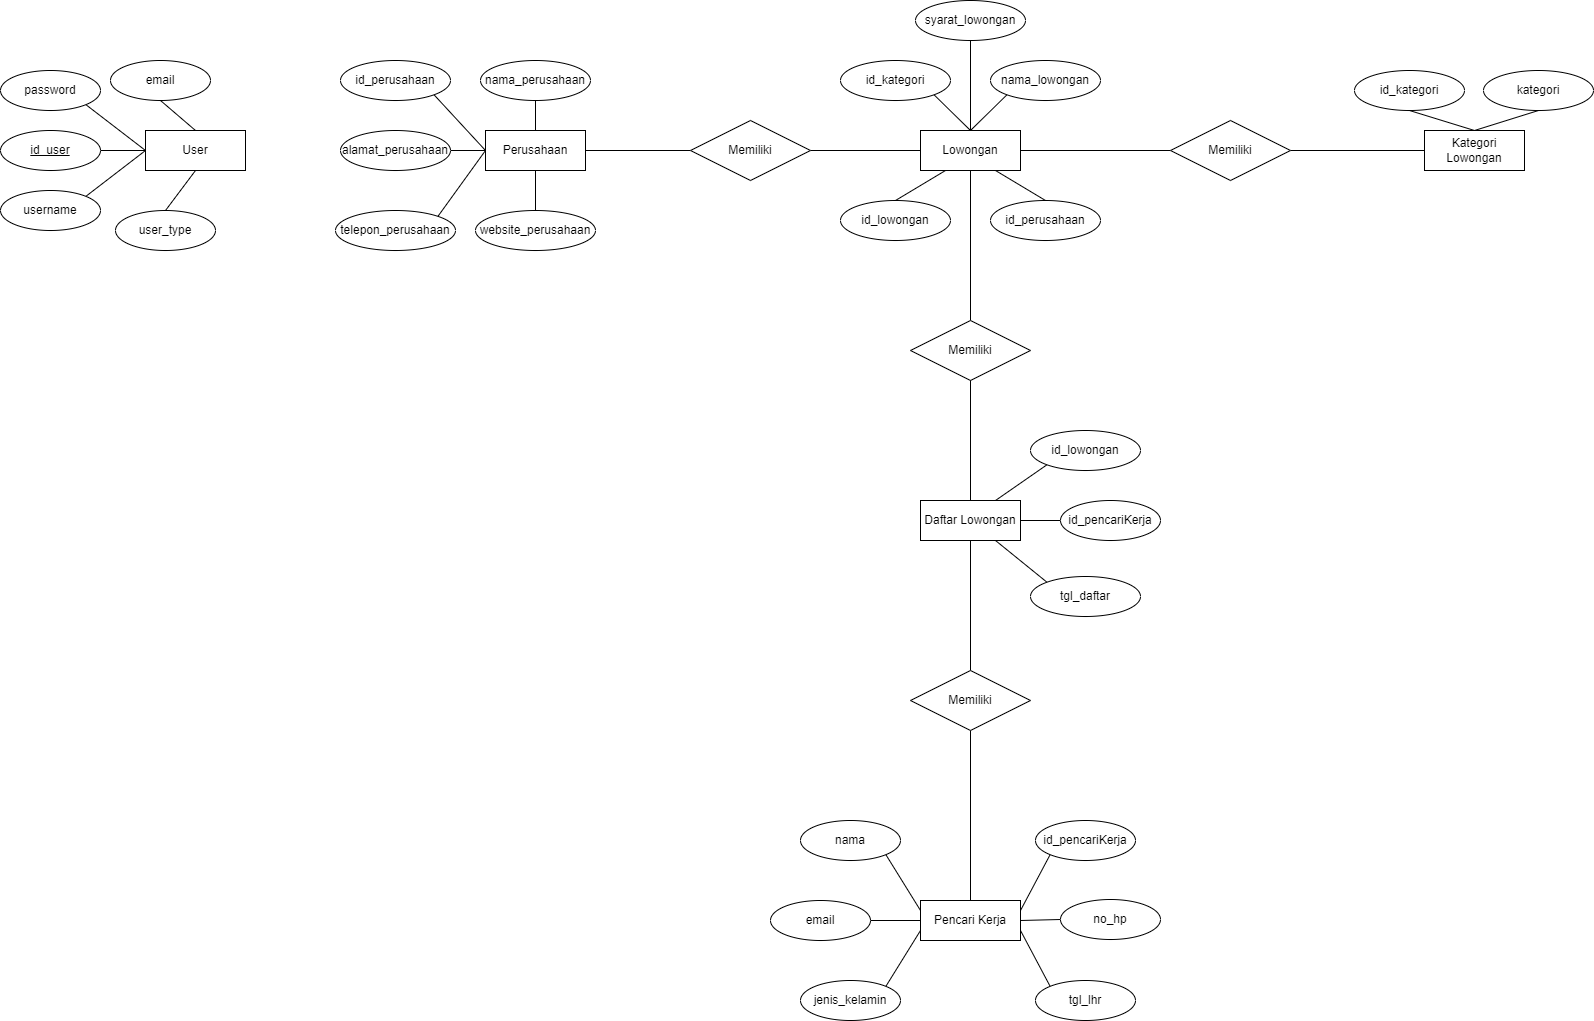 syarat_lowongan
password
email
id_user
User
username
user_type
id_perusahaan
nama_perusahaan
alamat_perusahaan
Perusahaan
telepon_perusahaan
website_perusahaan
Memiliki
id_kategori
nama_lowongan
Lowongan
id_lowongan
id_perusahaan
Memiliki
id_kategori
kategori
Kategori
Lowongan
Memiliki
id_lowongan
Daftar Lowongan
id_pencariKerja
tgl_daftar
Memiliki
nama
id_pencariKerja
email
Pencari Kerja
no_hp
jenis_kelamin
tgl_lhr